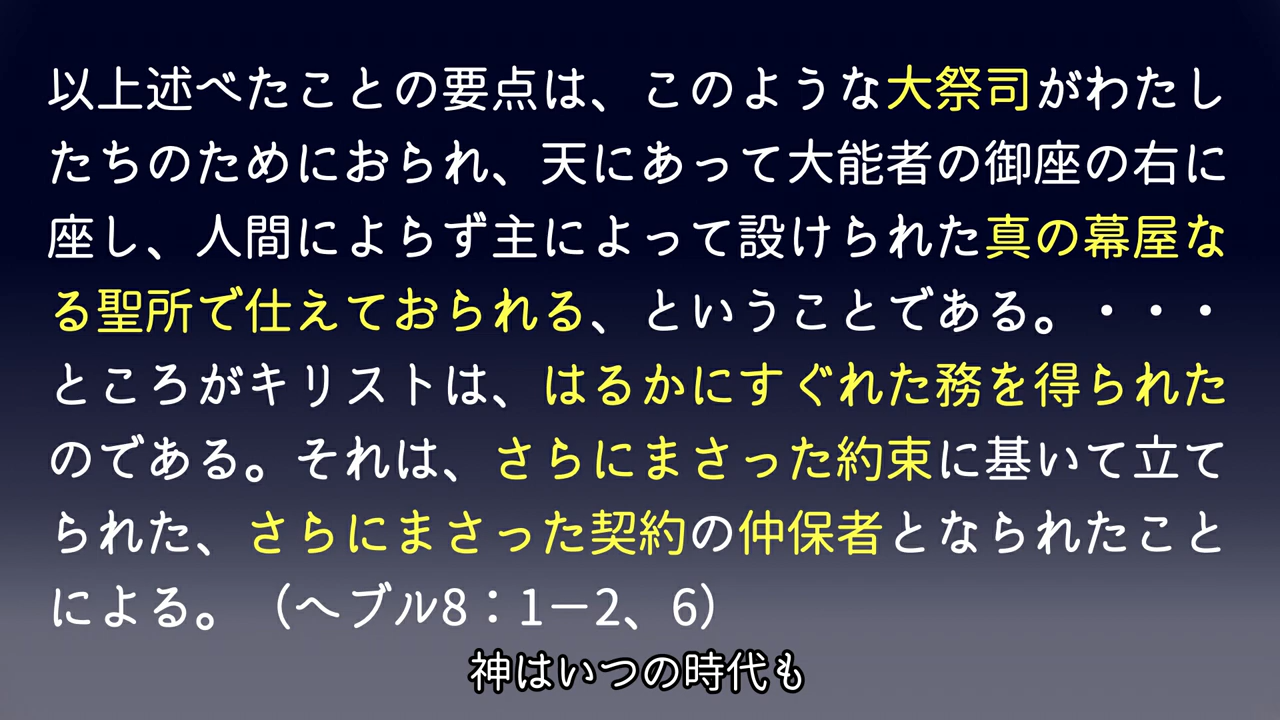 以上述べたことの要点は、このような大祭司がわたし
たちのためにおられ、天にあって大能者の御座の右に
座し、人間によらず主によって設けられた真の幕屋な
る聖所で仕えておられる、ということである。・・・
ところがキリストは、はるかにすぐれた務を得られた
のである。それは、さらにまさった約束に基いて立て
られた、さらにまさった契約の仲保者となられたこと
による。（ヘブル8：1－2、6）
神はいつの時代も